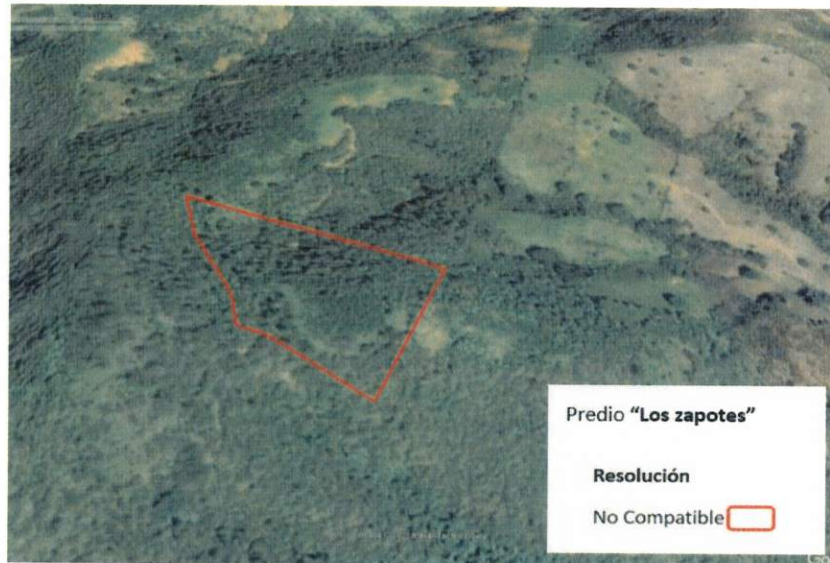 Predio “Los zapotes”
Resolución
No Compatible